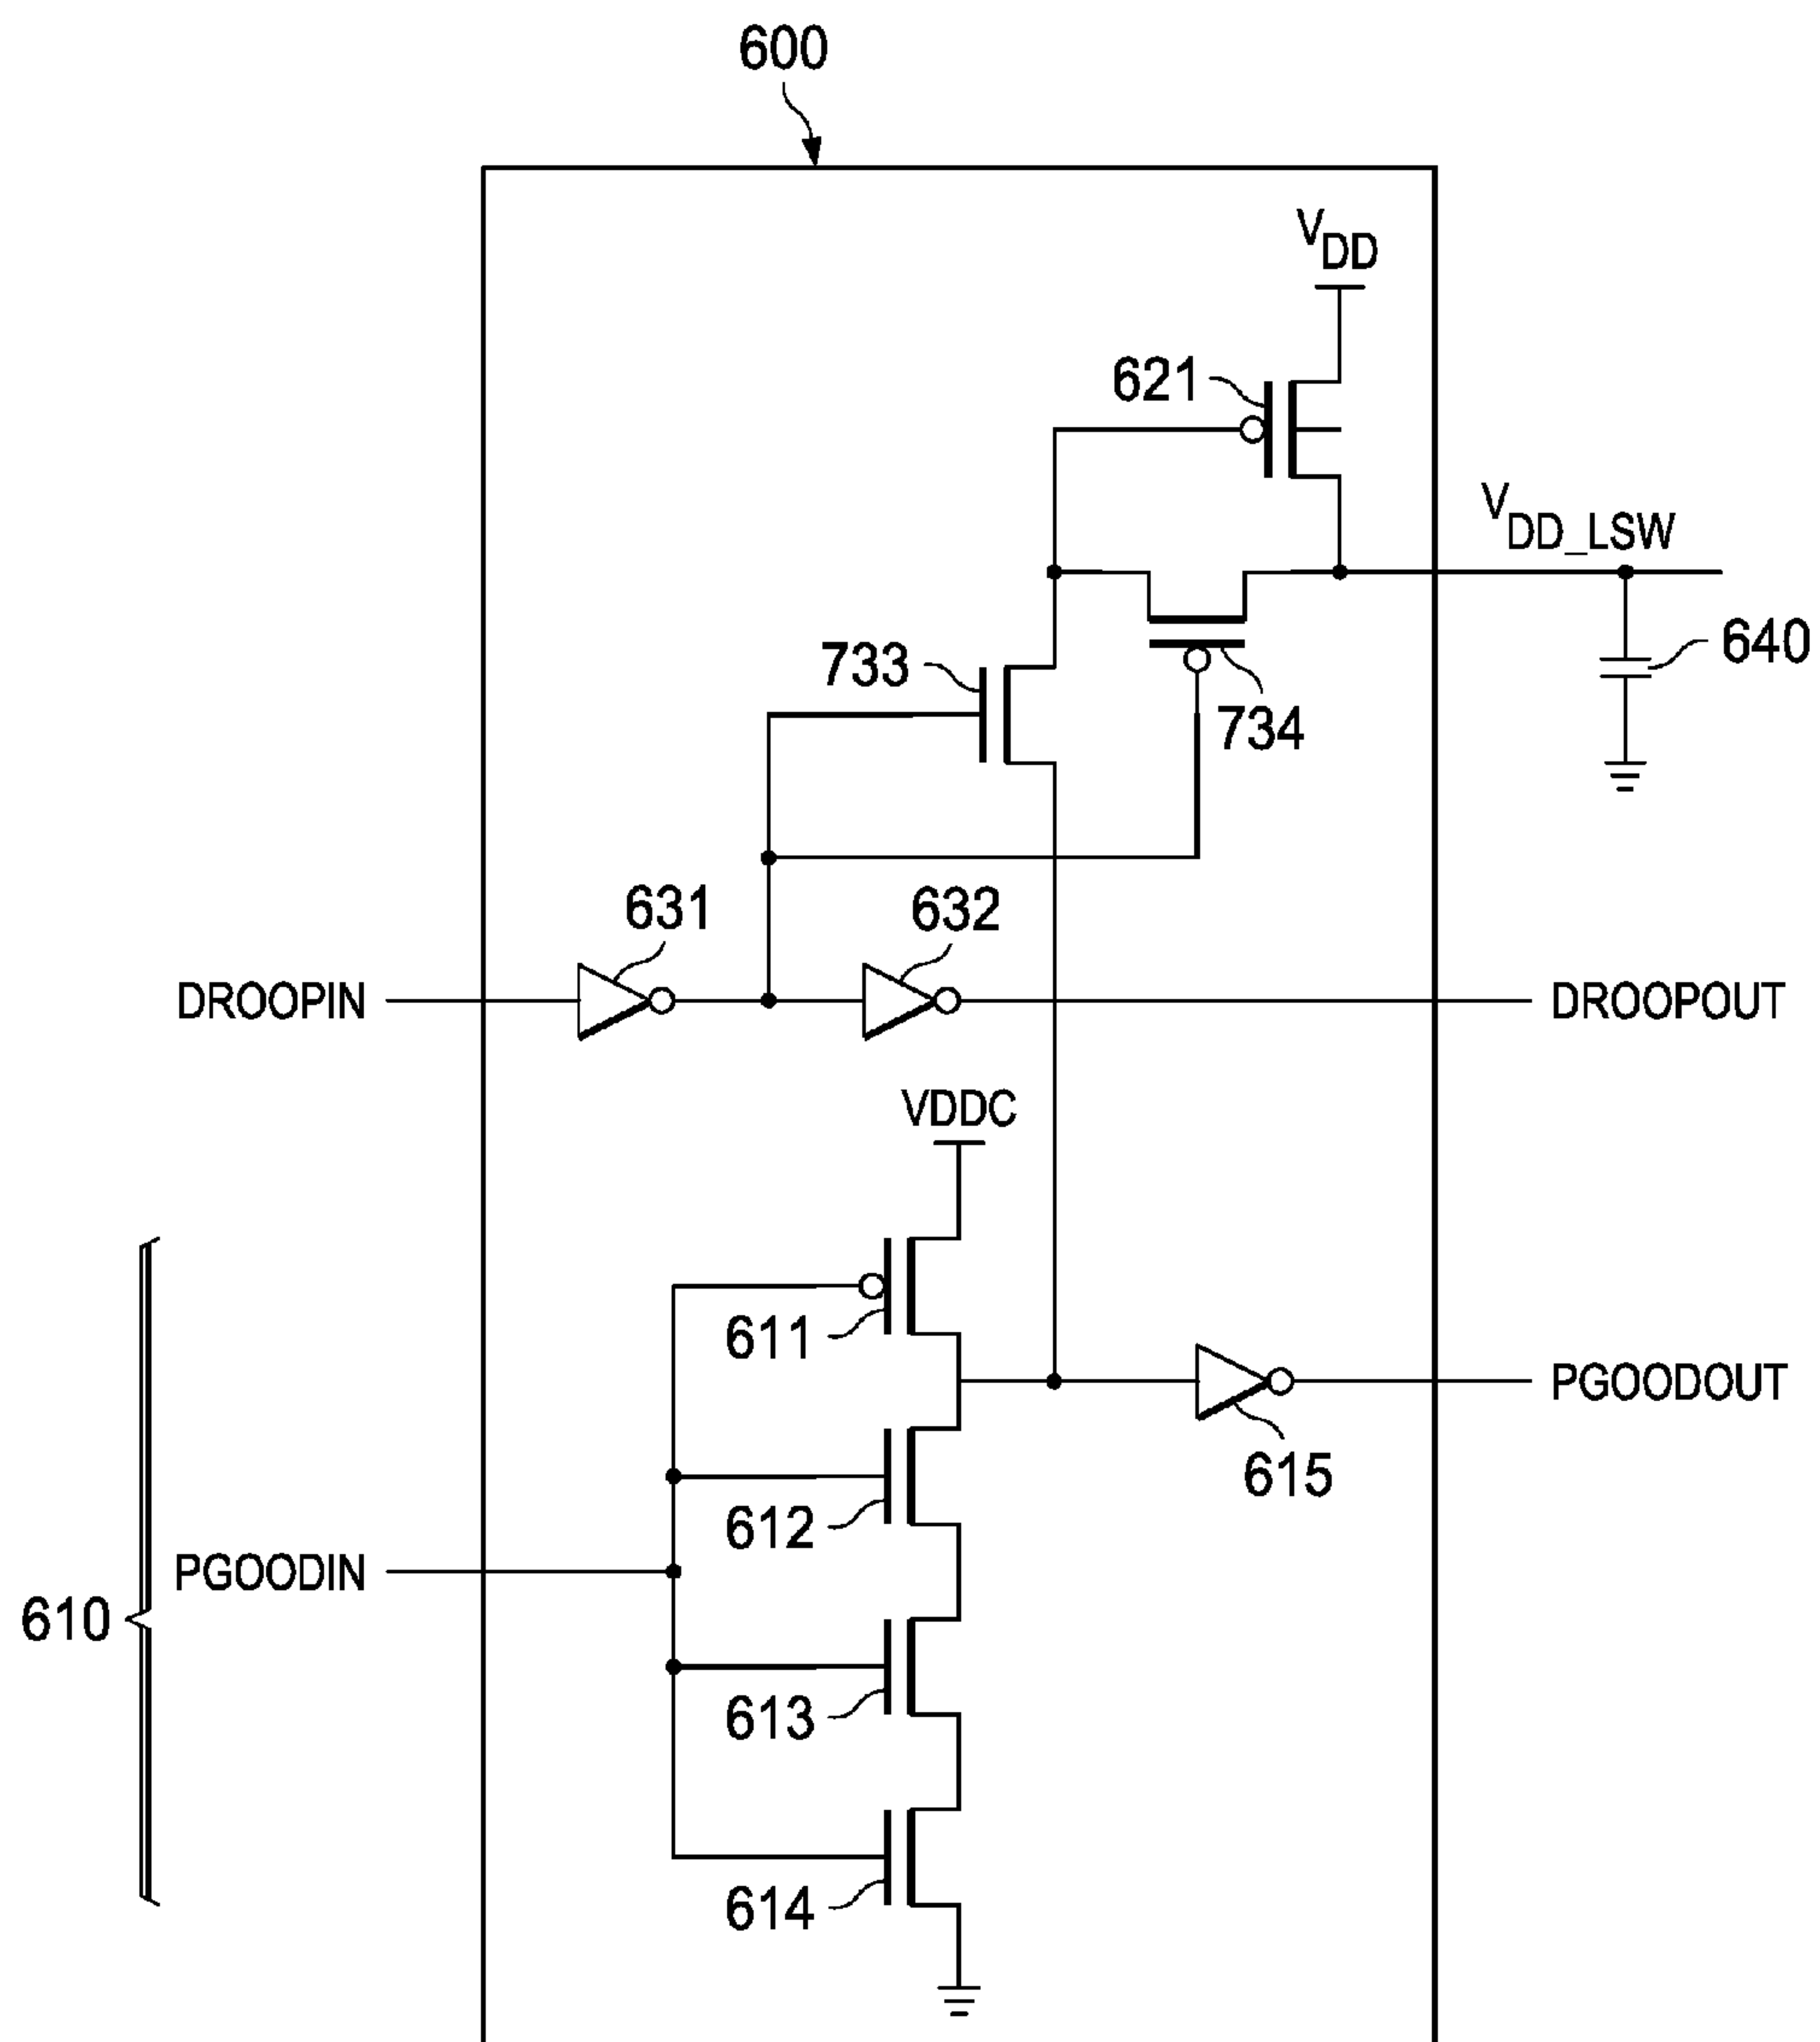 600
VDD
621
VDD_LSW
733
640
734
631
632
DROOPIN
DROOPOUT
VDDC
611
PGOODOUT
615
612
PGOODIN
610
613
614